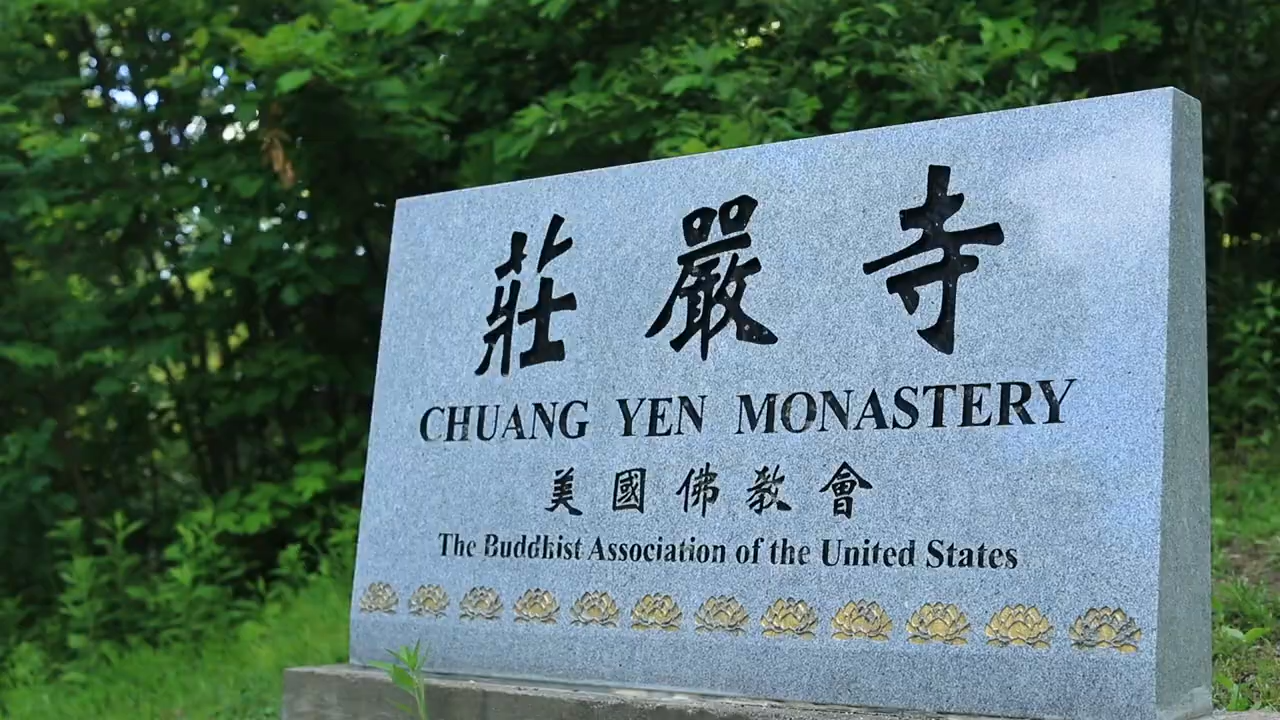 莊嚴寺
CHUANG YEN MONASTERY
美國佛教會
The Buddhist Association of the United States